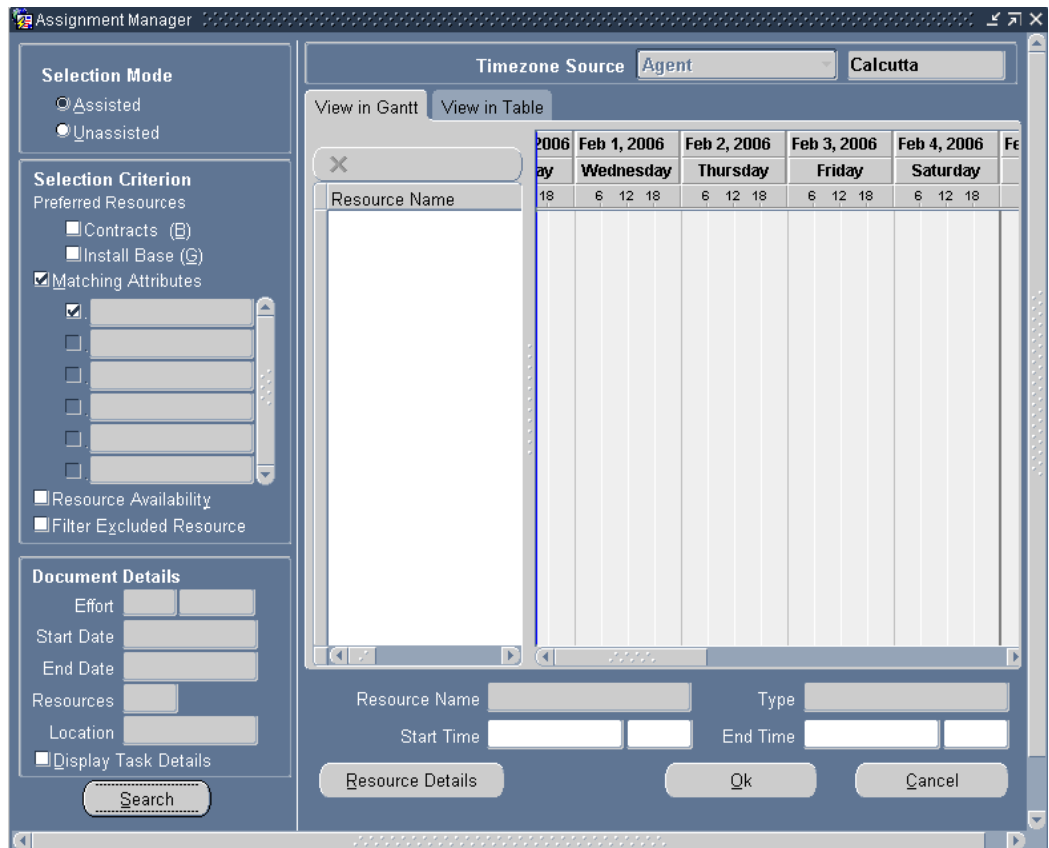 Assignment Manager
Selection Mode
Assisted
Unassisted
Selection Criterion
Preferred Resources
Contracts (B)
Install Base (G)
Matching Attributes
Resource Availability
Filter Excluded Resource
Document Details
Effort
Start Date
End Date
Resources
Location
Display Task Details
Search
Timezone Source Agent Calcutta
View in Gantt View in Table
2006 Feb 1, 2006 Feb 2, 2006 Feb 3, 2006 Feb 4, 2006 Fe
ay Wednesday Thursday Friday Saturday
Resource Name 18 6 12 18 6 12 18 6 12 18 6 12 18
Resource Name Type
Start Time End Time
Resource Details Ok Cancel